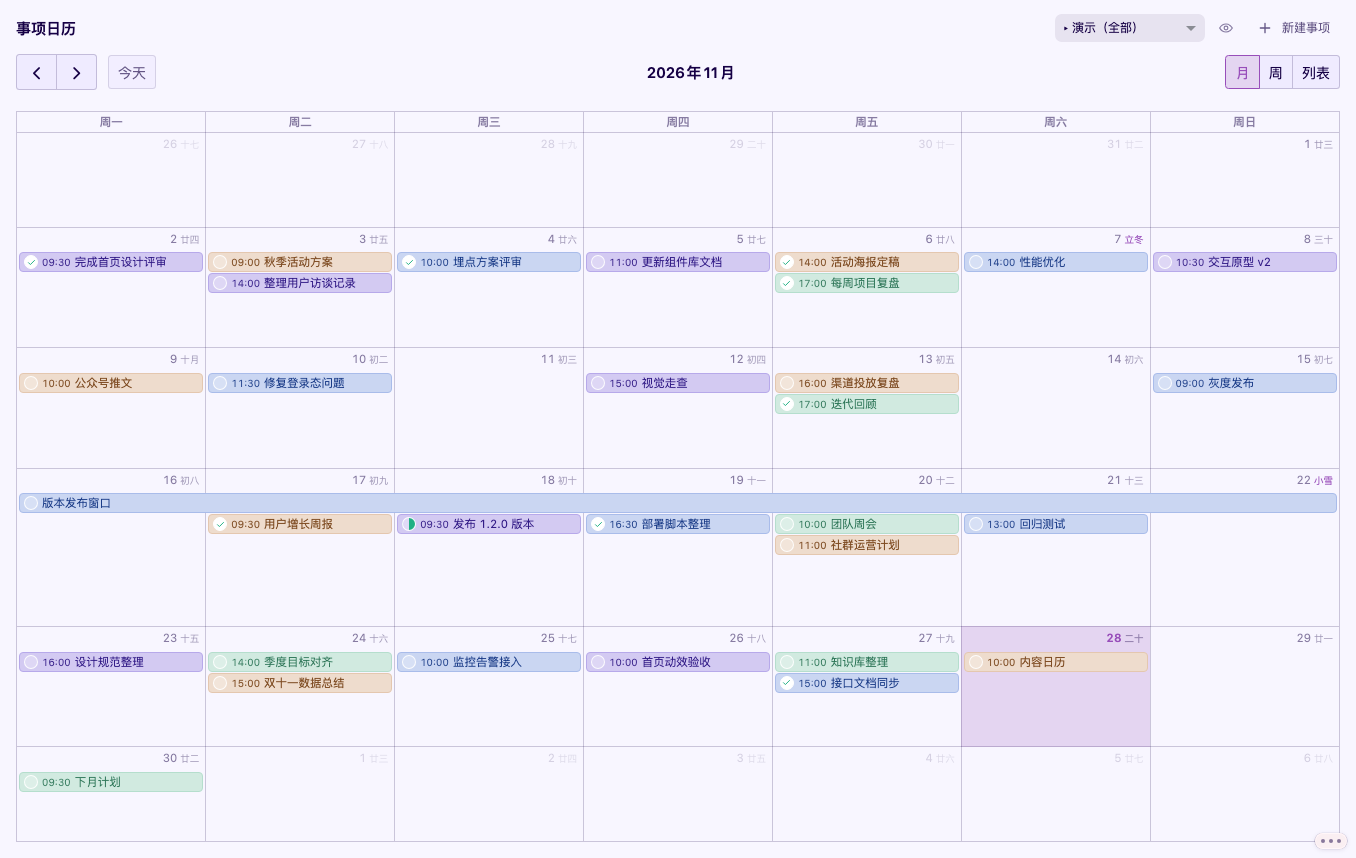 事项日历
演示（全部）
新建事项
今天
2026年11月
月 周 列表
周一 周二 周三 周四 周五 周六 周日
26 十七 27 十八 28 十九 29 二十 30 廿一 31 廿二 1 廿三
2 廿四 3 廿五 4 廿六 5 廿七 6 廿八 7 立冬 8 三十
09:30 完成首页设计评审 09:00 秋季活动方案 10:00 埋点方案评审 11:00 更新组件库文档 14:00 活动海报定稿 14:00 性能优化 10:30 交互原型 v2
14:00 整理用户访谈记录 17:00 每周项目复盘
9 十月 10 初二 11 初三 12 初四 13 初五 14 初六 15 初七
10:00 公众号推文 11:30 修复登录态问题 15:00 视觉走查 16:00 渠道投放复盘 09:00 灰度发布
17:00 迭代回顾
16 初八 17 初九 18 初十 19 十一 20 十二 21 十三 22 小雪
版本发布窗口
09:30 用户增长周报 09:30 发布 1.2.0 版本 16:30 部署脚本整理 10:00 团队周会 13:00 回归测试
11:00 社群运营计划
23 十五 24 十六 25 十七 26 十八 27 十九 28 二十 29 廿一
16:00 设计规范整理 14:00 季度目标对齐 10:00 监控告警接入 10:00 首页动效验收 11:00 知识库整理 10:00 内容日历
15:00 双十一数据总结 15:00 接口文档同步
30 廿二 1 廿三 2 廿四 3 廿五 4 廿六 5 廿七 6 廿八
09:30 下月计划